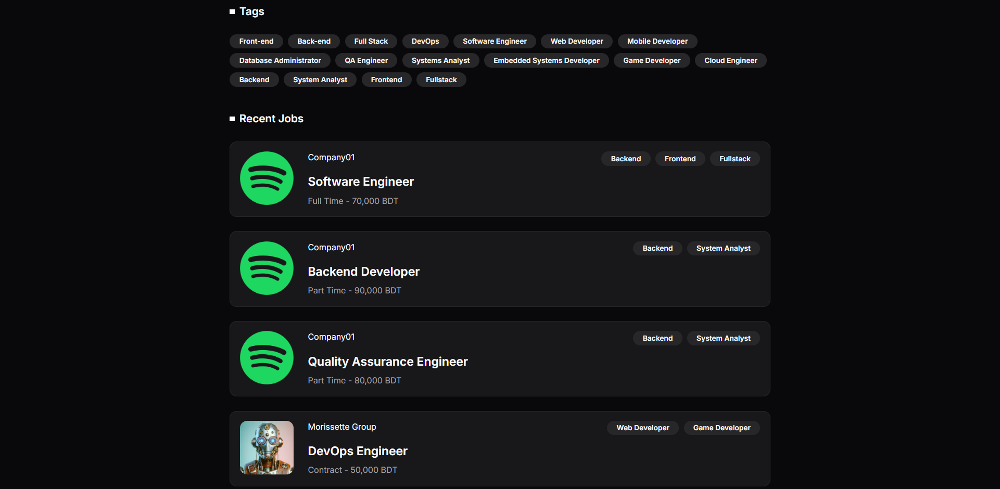 Tags
Front-end Back-end Full Stack DevOps Software Engineer Web Developer Mobile Developer
Database Administrator QA Engineer Systems Analyst Embedded Systems Developer Game Developer Cloud Engineer
Backend System Analyst Frontend Fullstack
Recent Jobs
Company01 Backend Frontend Fullstack
Software Engineer
Full Time - 70,000 BDT
Company01 Backend System Analyst
Backend Developer
Part Time - 90,000 BDT
Company01 Backend System Analyst
Quality Assurance Engineer
Part Time - 80,000 BDT
Morissette Group Web Developer Game Developer
DevOps Engineer
Contract - 50,000 BDT